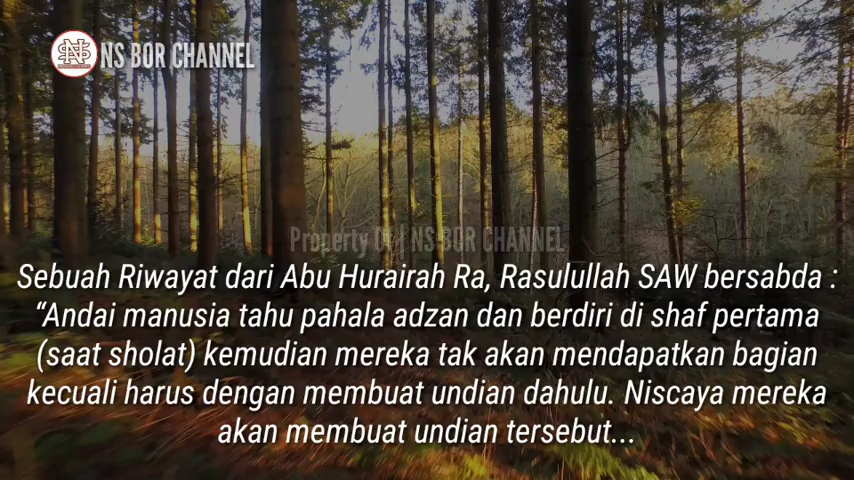 NS BOR CHANNEL
Property Of | NS BOR CHANNEL
Sebuah Riwayat dari Abu Hurairah Ra, Rasulullah SAW bersabda :
“Andai manusia tahu pahala adzan dan berdiri di shaf pertama
(saat sholat) kemudian mereka tak akan mendapatkan bagian
kecuali harus dengan membuat undian dahulu. Niscaya mereka
akan membuat undian tersebut...